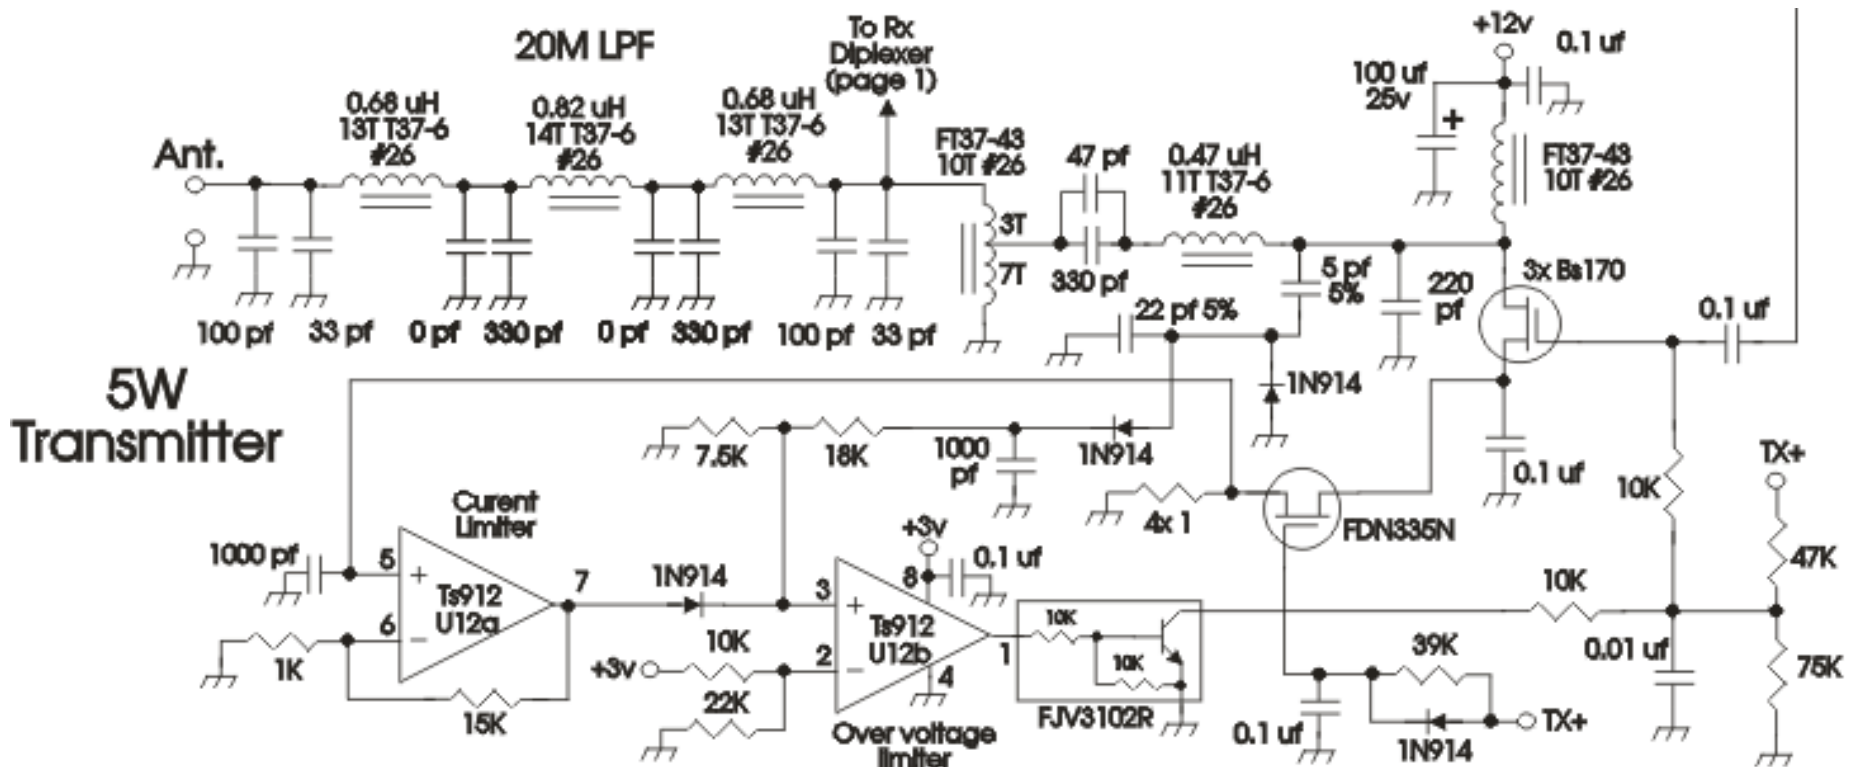 20M LPF
To Rx
Diplexer
(page 1)
+12v
0.1 uf
100 uf
25v
+
0.68 uH
13T T37-6
#26
0.82 uH
14T T37-6
#26
0.68 uH
13T T37-6
#26
FT37-43
10T #26
47 pf
0.47 uH
11T T37-6
#26
FT37-43
10T #26
Ant.
3T
7T
330 pf
5 pf
5%
220
pf
3x Bs170
0.1 uf
22 pf 5%
100 pf
33 pf
0 pf
330 pf
0 pf
330 pf
100 pf
33 pf
1N914
5W
Transmitter
7.5K
18K
1000
pf
1N914
0.1 uf
TX+
10K
4x 1
FDN335N
47K
Curent
Limiter
1000 pf
5
+
Ts912
U12a
6
-
7
1K
15K
1N914
+3v
0.1 uf
8
3
+
Ts912
U12b
2
-
1
4
10K
+3v
22K
Over voltage
limiter
10K
10K
FJV3102R
10K
39K
0.01 uf
75K
0.1 uf
1N914
TX+